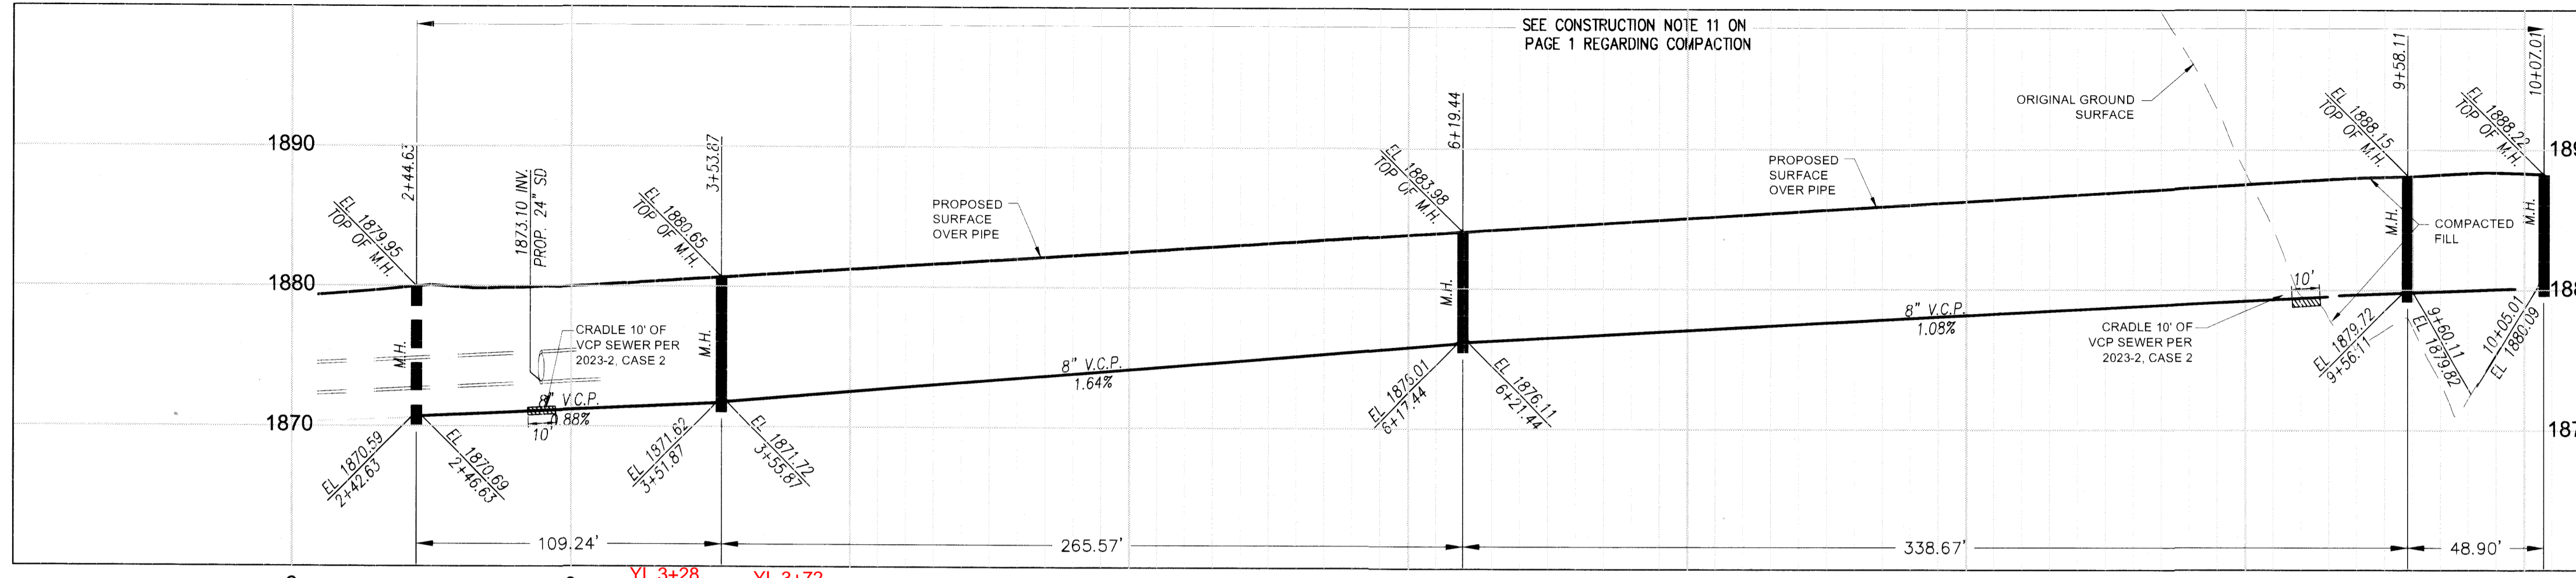 SEE CONSTRUCTION NOTE 11 ON
PAGE 1 REGARDING COMPACTION
ORIGINAL GROUND
SURFACE
9+58.11
10+07.01
1890
2+44.63
1873.10 INV.
PROP. 24" SD
3+53.87
6+19.44
EL 1879.95
TOP OF M.H.
EL 1880.65
TOP OF M.H.
EL 1883.98
TOP OF M.H.
EL 1888.15
TOP OF M.H.
EL 1888.22
TOP OF M.H.
PROPOSED
SURFACE
OVER PIPE
PROPOSED
SURFACE
OVER PIPE
COMPACTED
FILL
1880
M.H.
M.H.
M.H.
M.H.
M.H.
CRADLE 10' OF
VCP SEWER PER
2023-2, CASE 2
10'
8" V.C.P.
.88%
8" V.C.P.
1.64%
8" V.C.P.
1.08%
10'
CRADLE 10' OF
VCP SEWER PER
2023-2, CASE 2
1870
EL 1870.59
2+42.63
EL 1870.69
2+46.63
EL 1871.62
3+51.87
EL 1871.72
3+55.87
6+17.44
EL 1876.11
6+21.44
EL 1879.72
9+56.11
9+60.11
EL 1879.82
10+05.01
EL 1880.09
109.24'
265.57'
338.67'
48.90'
YL 3+28
YL 3+72